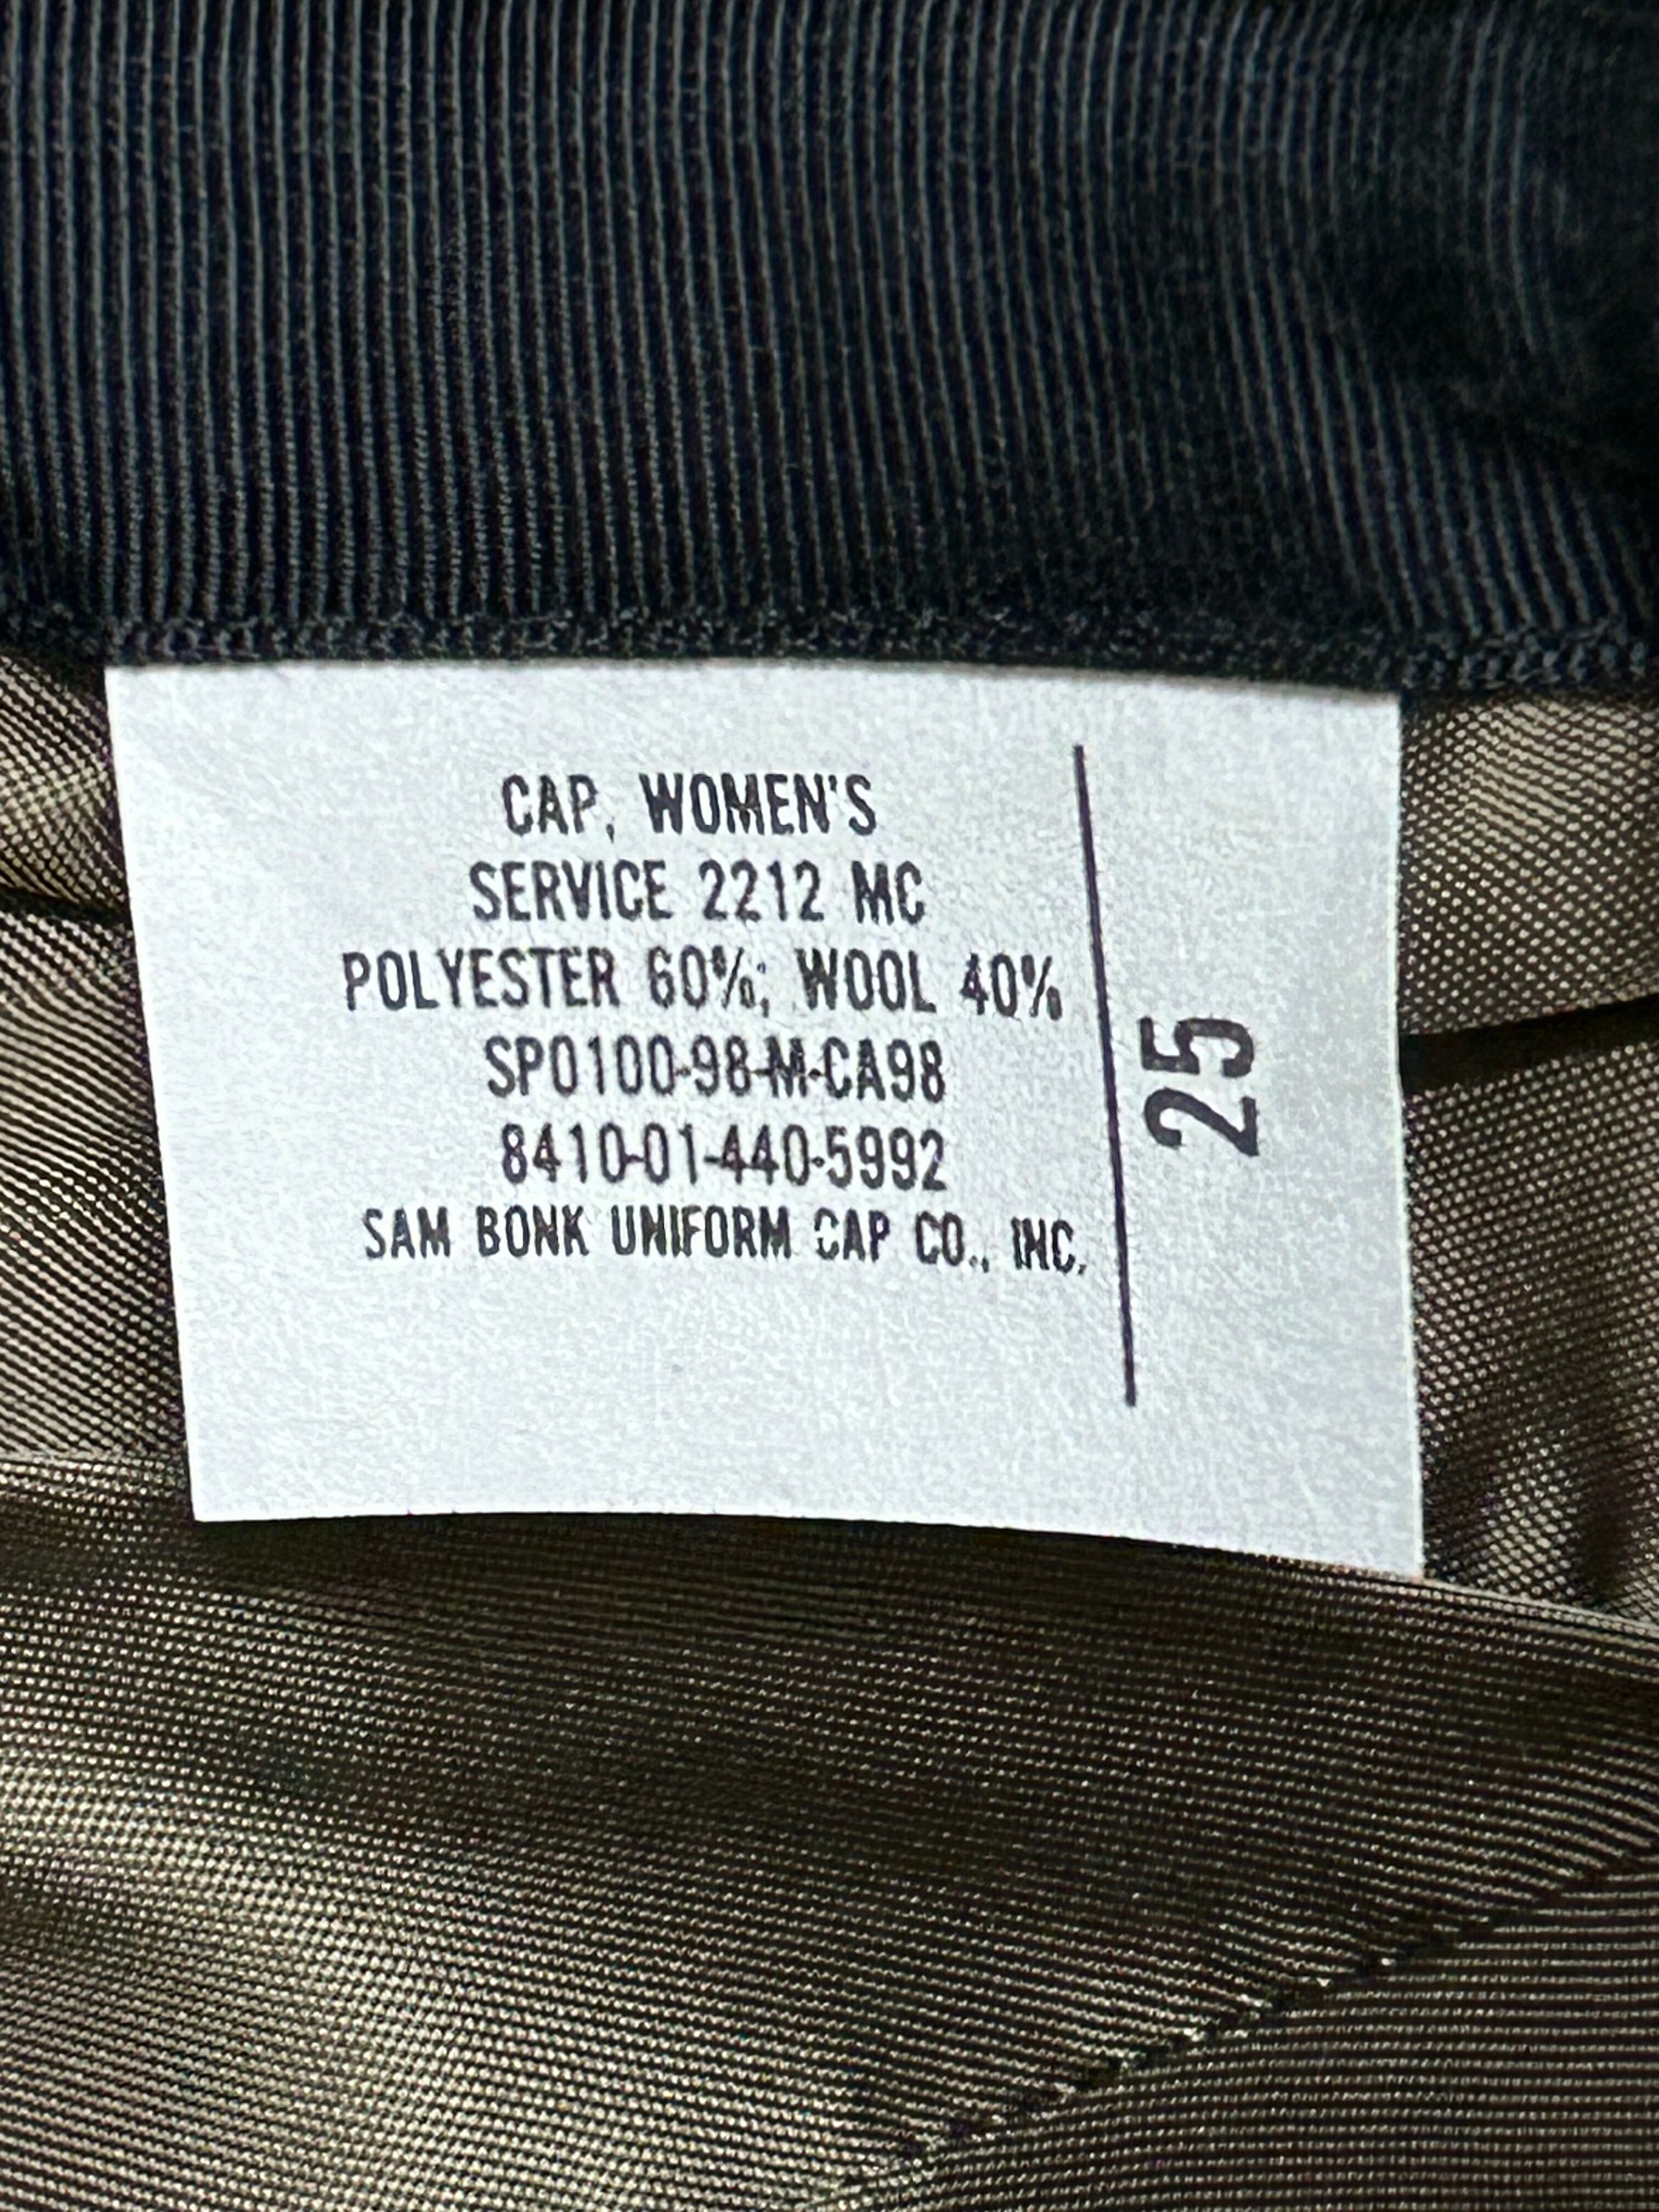 CAP, WOMEN'S
SERVICE 2212 MC
POLYESTER 60%; WOOL 40%
SP0100-98-M-CA98
8410-01-440-5992
SAM BONK UNIFORM CAP CO., INC.
25